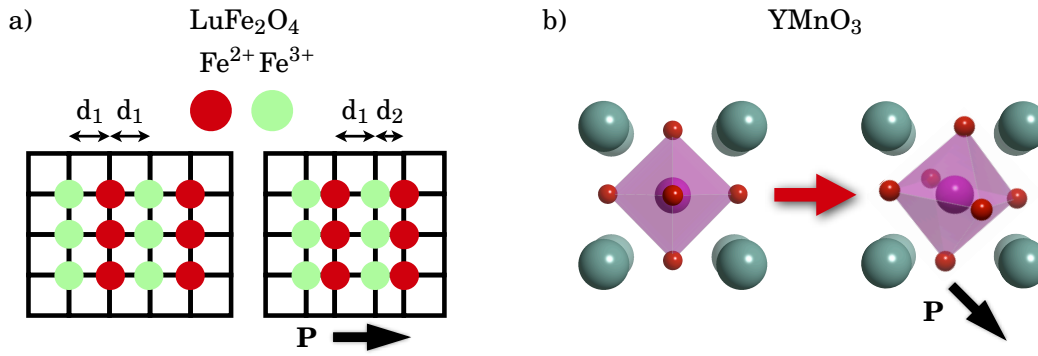 a)
LuFe₂O₄
Fe²⁺ Fe³⁺
d₁ d₁
d₁ d₂
P
b)
YMnO₃
P